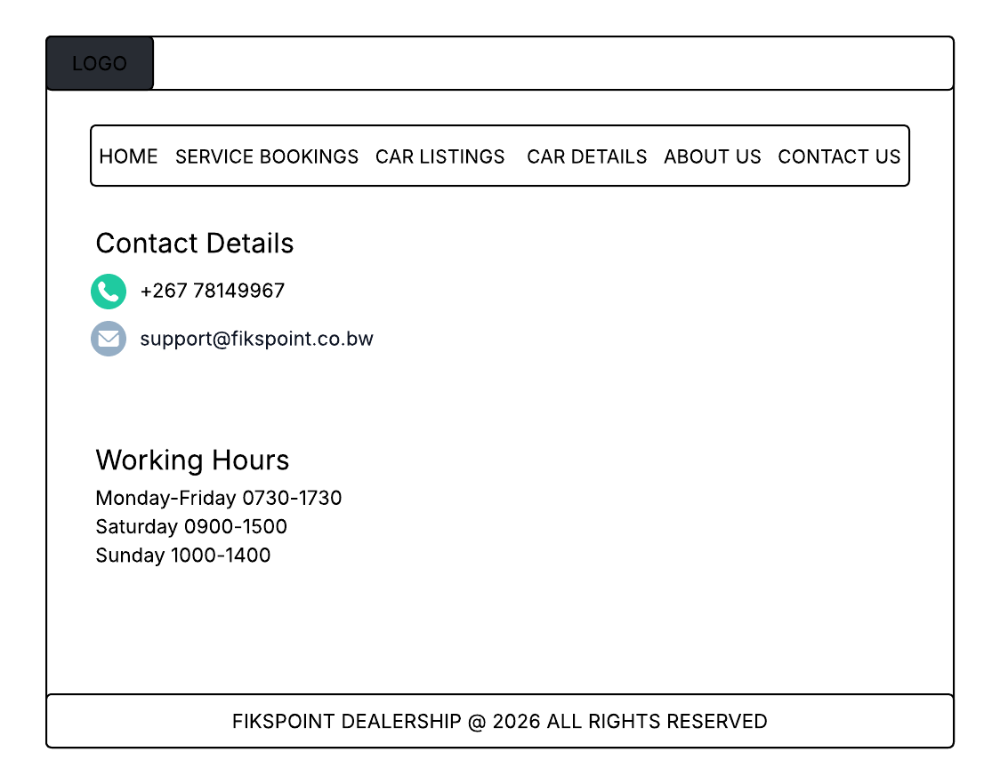 LOGO
HOME SERVICE BOOKINGS CAR LISTINGS CAR DETAILS ABOUT US CONTACT US
Contact Details
+267 78149967
support@fikspoint.co.bw
Working Hours
Monday-Friday 0730-1730
Saturday 0900-1500
Sunday 1000-1400
FIKSPOINT DEALERSHIP @ 2026 ALL RIGHTS RESERVED